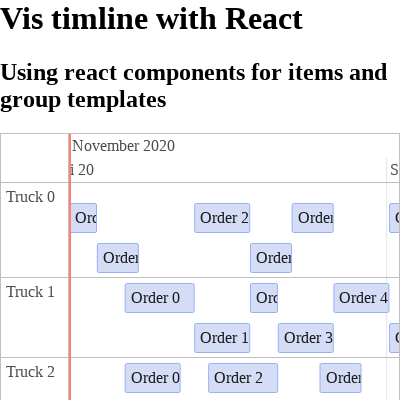 Vis timline with React
Using react components for items and
group templates
November 2020
i 20
S
Truck 0
Ord
Order 2
Order
Order
Order
Truck 1
Order 0
Ord
Order 4
Order 1
Order 3
Truck 2
Order 0
Order 2
Order